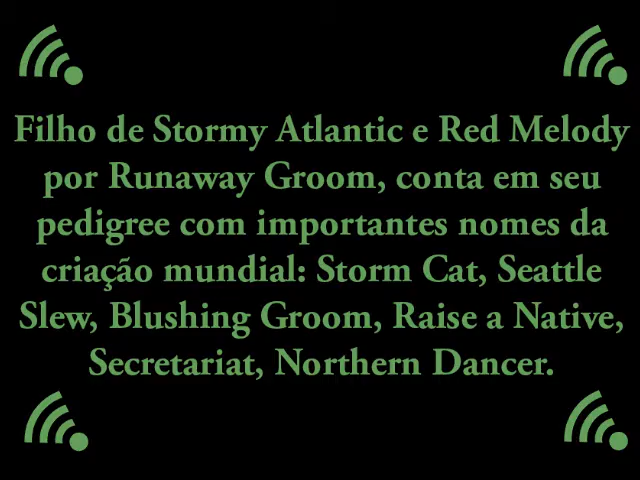 Filho de Stormy Atlantic e Red Melody
por Runaway Groom, conta em seu
pedigree com importantes nomes da
criação mundial: Storm Cat, Seattle
Slew, Blushing Groom, Raise a Native,
Secretariat, Northern Dancer.